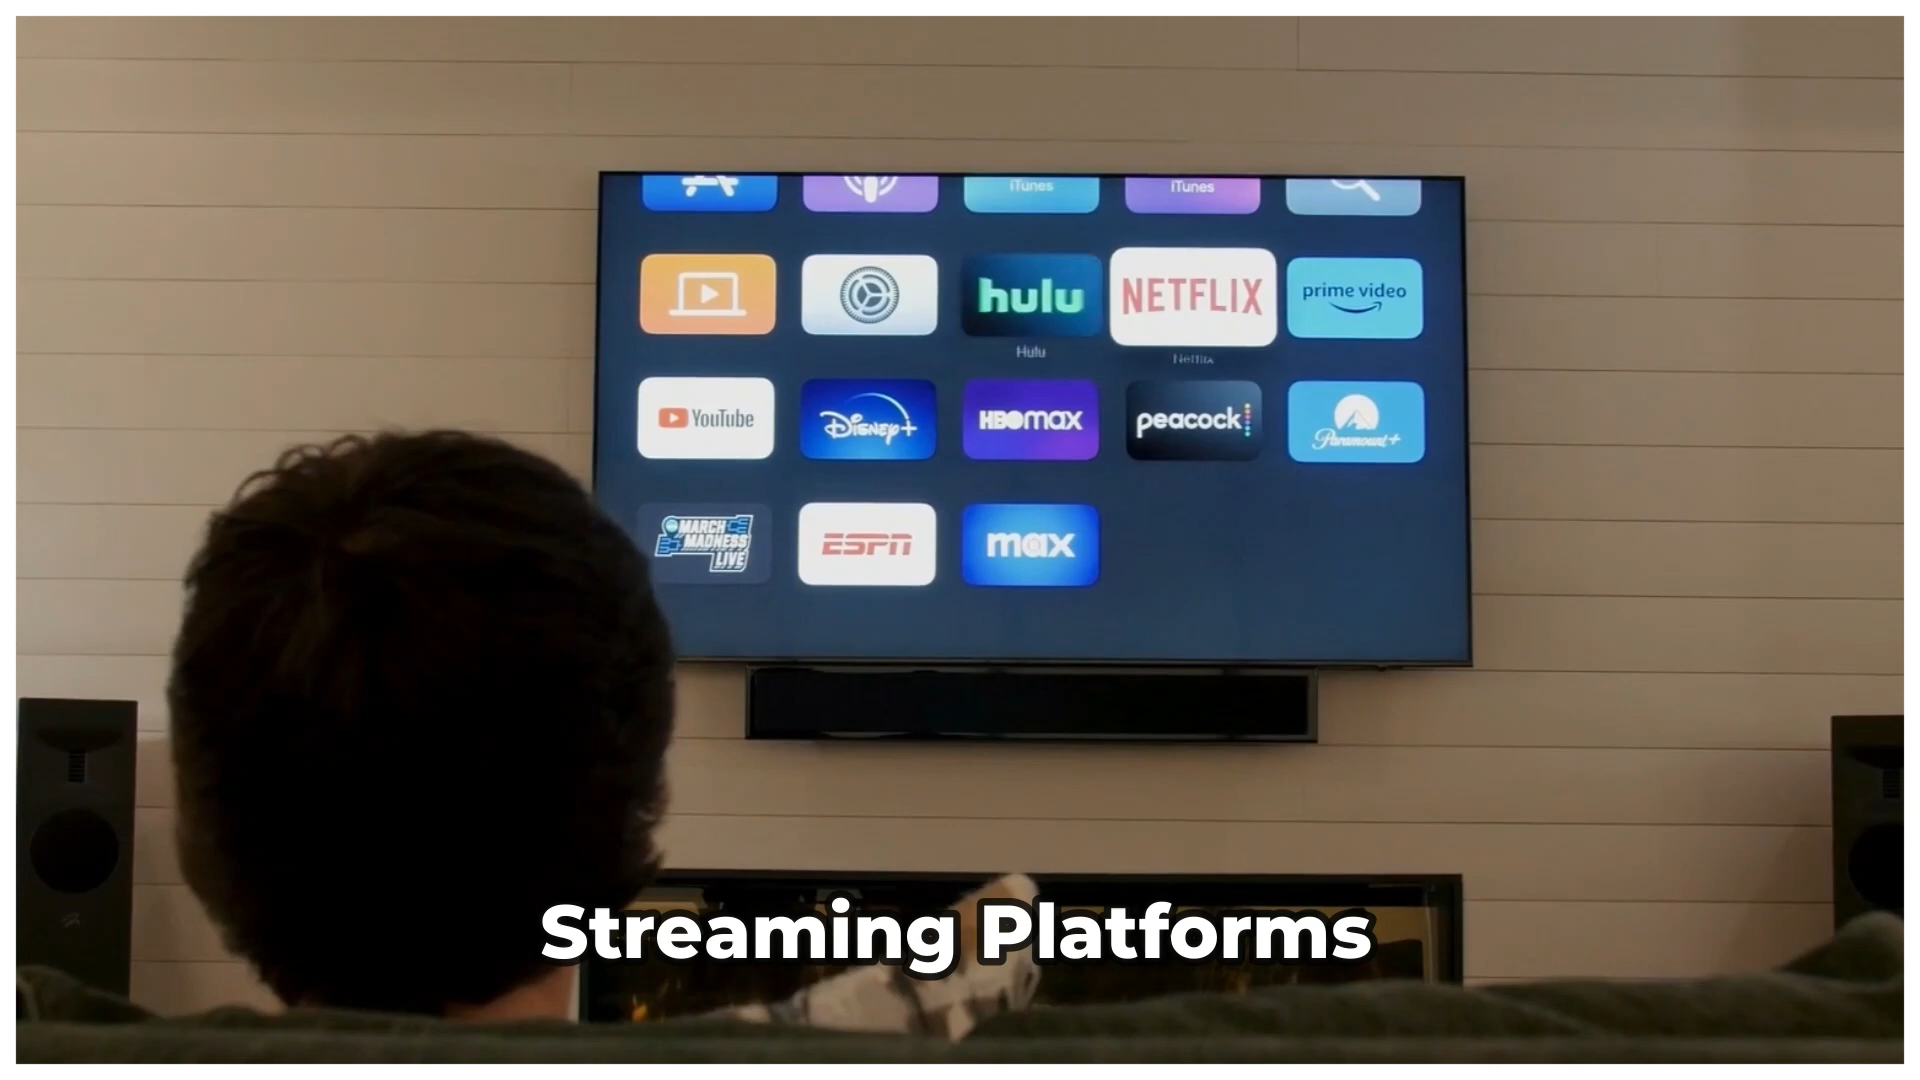 iTunes
iTunes
hulu
NETFLIX
prime video
Hulu
Netflix
YouTube
Disney+
HBOmax
peacock
Paramount+
MARCH
MADNESS
LIVE
ESPN
max
Streaming Platforms